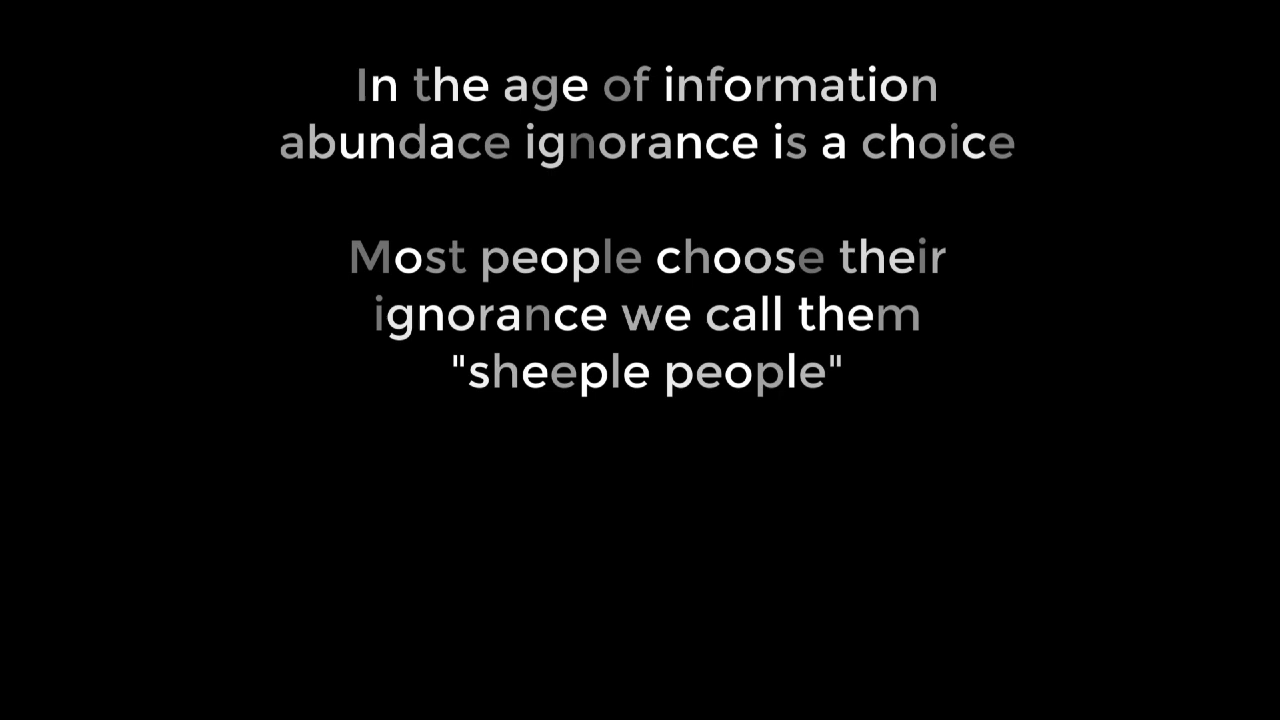 In the age of information
abundace ignorance is a choice
Most people choose their
ignorance we call them
"sheeple people"